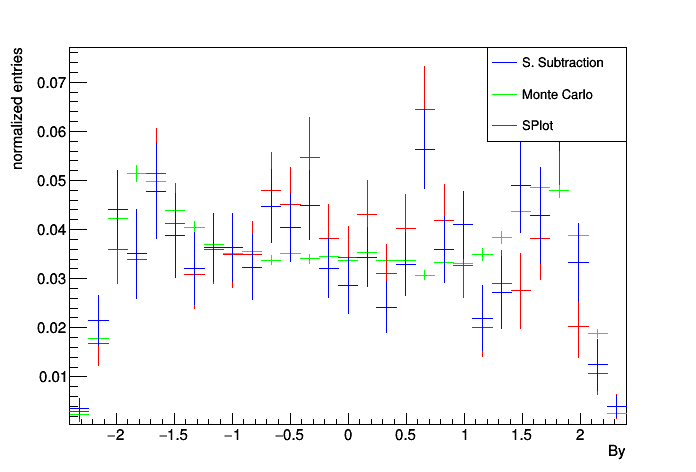 normalized entries
0.07
0.06
0.05
0.04
0.03
0.02
0.01
S. Subtraction
Monte Carlo
SPlot
−2 −1.5 −1 −0.5 0 0.5 1 1.5 2
By